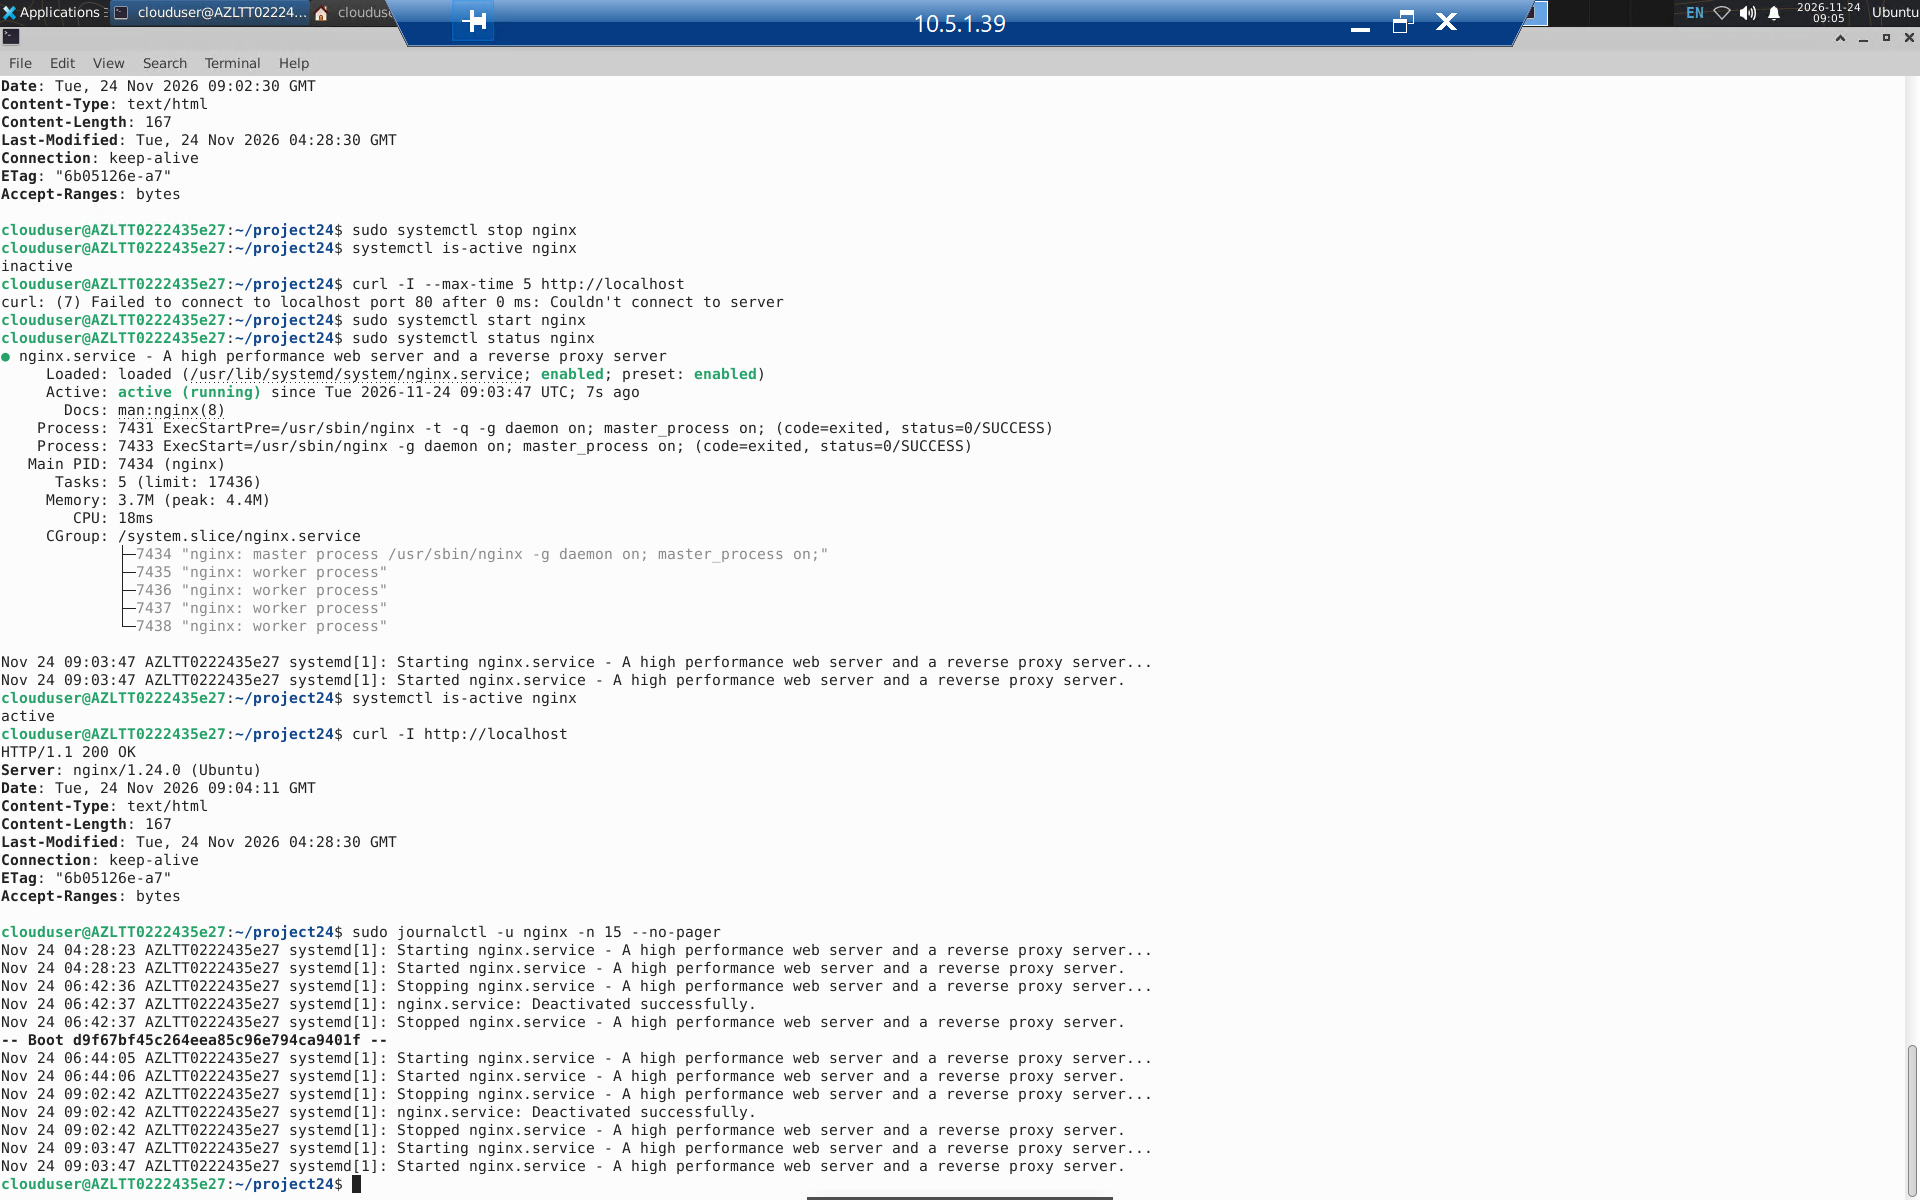 Applications
clouduser@AZLTT02224...
clouduse
10.5.1.39
EN
2026-11-24
09:05
Ubuntu
File Edit View Search Terminal Help
Date: Tue, 24 Nov 2026 09:02:30 GMT
Content-Type: text/html
Content-Length: 167
Last-Modified: Tue, 24 Nov 2026 04:28:30 GMT
Connection: keep-alive
ETag: "6b05126e-a7"
Accept-Ranges: bytes
clouduser@AZLTT0222435e27:~/project24$ sudo systemctl stop nginx
clouduser@AZLTT0222435e27:~/project24$ systemctl is-active nginx
inactive
clouduser@AZLTT0222435e27:~/project24$ curl -I --max-time 5 http://localhost
curl: (7) Failed to connect to localhost port 80 after 0 ms: Couldn't connect to server
clouduser@AZLTT0222435e27:~/project24$ sudo systemctl start nginx
clouduser@AZLTT0222435e27:~/project24$ sudo systemctl status nginx
● nginx.service - A high performance web server and a reverse proxy server
Loaded: loaded (/usr/lib/systemd/system/nginx.service; enabled; preset: enabled)
Active: active (running) since Tue 2026-11-24 09:03:47 UTC; 7s ago
Docs: man:nginx(8)
Process: 7431 ExecStartPre=/usr/sbin/nginx -t -q -g daemon on; master_process on; (code=exited, status=0/SUCCESS)
Process: 7433 ExecStart=/usr/sbin/nginx -g daemon on; master_process on; (code=exited, status=0/SUCCESS)
Main PID: 7434 (nginx)
Tasks: 5 (limit: 17436)
Memory: 3.7M (peak: 4.4M)
CPU: 18ms
CGroup: /system.slice/nginx.service
├─7434 "nginx: master process /usr/sbin/nginx -g daemon on; master_process on;"
├─7435 "nginx: worker process"
├─7436 "nginx: worker process"
├─7437 "nginx: worker process"
└─7438 "nginx: worker process"
Nov 24 09:03:47 AZLTT0222435e27 systemd[1]: Starting nginx.service - A high performance web server and a reverse proxy server...
Nov 24 09:03:47 AZLTT0222435e27 systemd[1]: Started nginx.service - A high performance web server and a reverse proxy server.
clouduser@AZLTT0222435e27:~/project24$ systemctl is-active nginx
active
clouduser@AZLTT0222435e27:~/project24$ curl -I http://localhost
HTTP/1.1 200 OK
Server: nginx/1.24.0 (Ubuntu)
Date: Tue, 24 Nov 2026 09:04:11 GMT
Content-Type: text/html
Content-Length: 167
Last-Modified: Tue, 24 Nov 2026 04:28:30 GMT
Connection: keep-alive
ETag: "6b05126e-a7"
Accept-Ranges: bytes
clouduser@AZLTT0222435e27:~/project24$ sudo journalctl -u nginx -n 15 --no-pager
Nov 24 04:28:23 AZLTT0222435e27 systemd[1]: Starting nginx.service - A high performance web server and a reverse proxy server...
Nov 24 04:28:23 AZLTT0222435e27 systemd[1]: Started nginx.service - A high performance web server and a reverse proxy server.
Nov 24 06:42:36 AZLTT0222435e27 systemd[1]: Stopping nginx.service - A high performance web server and a reverse proxy server...
Nov 24 06:42:37 AZLTT0222435e27 systemd[1]: nginx.service: Deactivated successfully.
Nov 24 06:42:37 AZLTT0222435e27 systemd[1]: Stopped nginx.service - A high performance web server and a reverse proxy server.
-- Boot d9f67bf45c264eea85c96e794ca9401f --
Nov 24 06:44:05 AZLTT0222435e27 systemd[1]: Starting nginx.service - A high performance web server and a reverse proxy server...
Nov 24 06:44:06 AZLTT0222435e27 systemd[1]: Started nginx.service - A high performance web server and a reverse proxy server.
Nov 24 09:02:42 AZLTT0222435e27 systemd[1]: Stopping nginx.service - A high performance web server and a reverse proxy server...
Nov 24 09:02:42 AZLTT0222435e27 systemd[1]: nginx.service: Deactivated successfully.
Nov 24 09:02:42 AZLTT0222435e27 systemd[1]: Stopped nginx.service - A high performance web server and a reverse proxy server.
Nov 24 09:03:47 AZLTT0222435e27 systemd[1]: Starting nginx.service - A high performance web server and a reverse proxy server...
Nov 24 09:03:47 AZLTT0222435e27 systemd[1]: Started nginx.service - A high performance web server and a reverse proxy server.
clouduser@AZLTT0222435e27:~/project24$